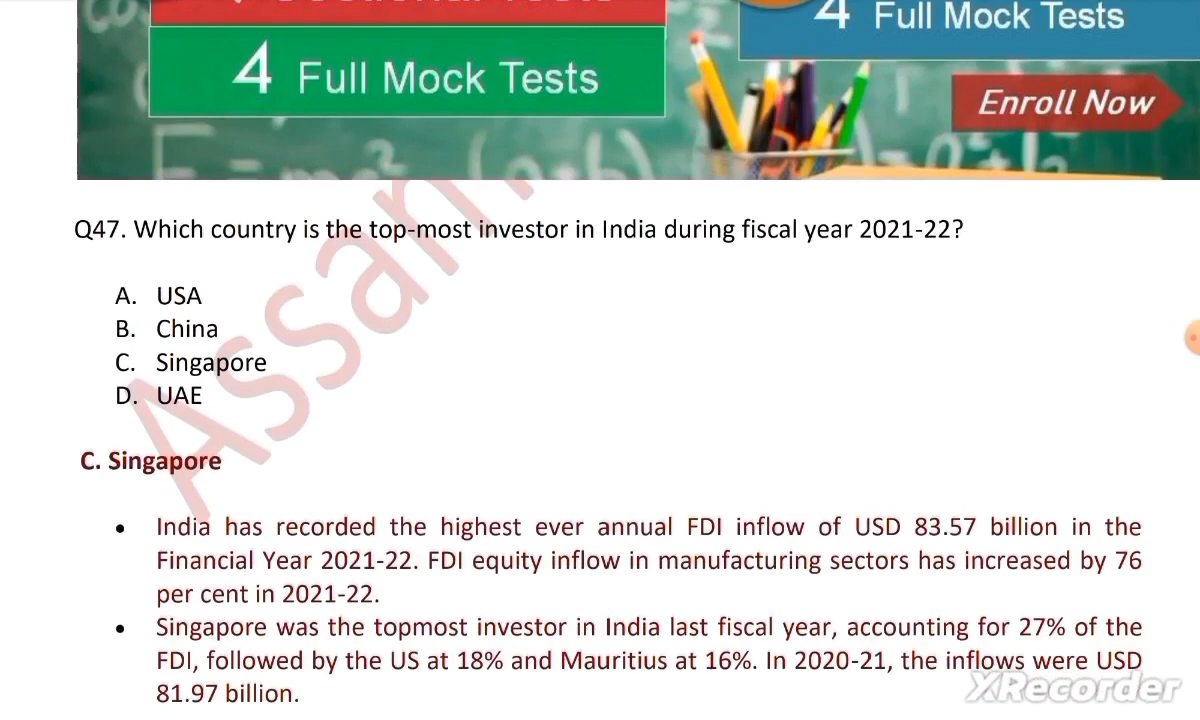 4 Full Mock Tests
4 Full Mock Tests
Enroll Now
Q47. Which country is the top-most investor in India during fiscal year 2021-22?
A. USA
B. China
C. Singapore
D. UAE
C. Singapore
• India has recorded the highest ever annual FDI inflow of USD 83.57 billion in the
Financial Year 2021-22. FDI equity inflow in manufacturing sectors has increased by 76
per cent in 2021-22.
• Singapore was the topmost investor in India last fiscal year, accounting for 27% of the
FDI, followed by the US at 18% and Mauritius at 16%. In 2020-21, the inflows were USD
81.97 billion.
XRecorder